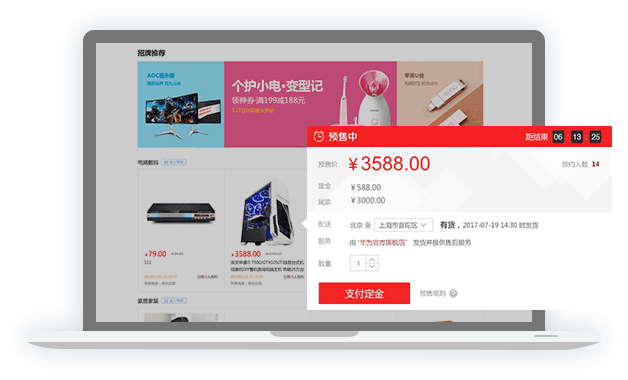 招牌推荐
AOC显示器
个护小电·变型记
领神券·满199减188元
苹果U盘
电脑数码
¥79.00
111
¥3588.00
家居家装
预售中
距结束 06 : 13 : 25
预售价 ¥3588.00 预约人数 14
定金 ¥588.00
尾款 ¥3000.00
配送 北京 至 上海市普陀区 有货，2017-07-19 14:30 时发货
服务 由 "华为官方旗舰店" 发货并提供售后服务
数量 1
支付定金 预售规则 ?